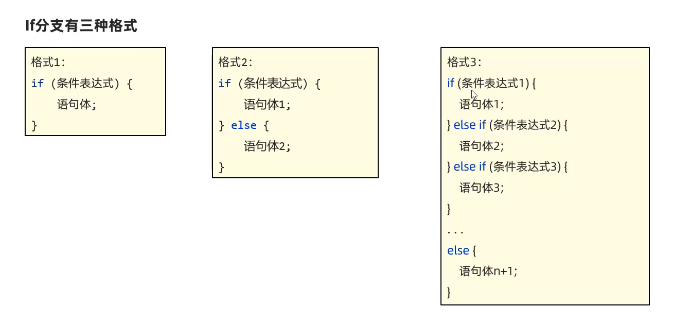 If分支有三种格式
格式1:
if (条件表达式) {
语句体;
}
格式2:
if (条件表达式) {
语句体1;
} else {
语句体2;
}
格式3:
if (条件表达式1) {
语句体1;
} else if (条件表达式2) {
语句体2;
} else if (条件表达式3) {
语句体3;
}
...
else {
语句体n+1;
}